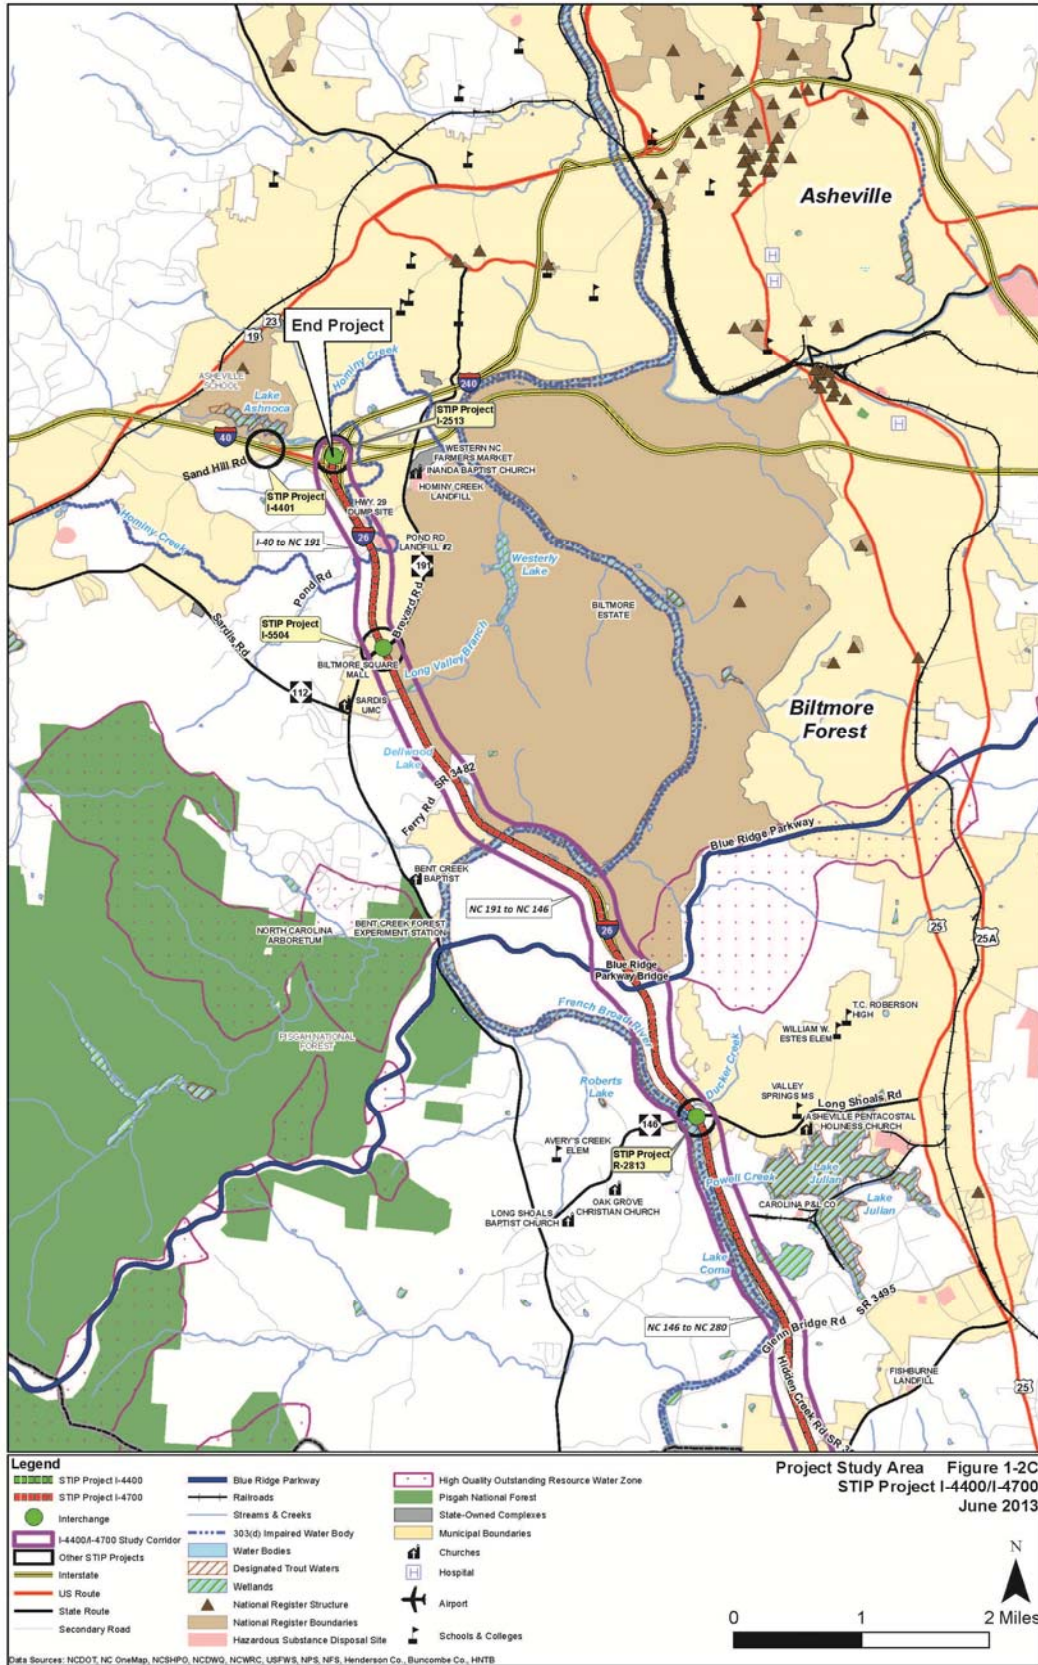 Asheville
End Project
19
23
Hominy Creek
ASHEVILLE
SCHOOL
Lake
Ashnoca
240
STIP Project
I-2513
40
Sand Hill Rd
WESTERN NC
FARMERS MARKET
INANDA BAPTIST CHURCH
HOMINY CREEK
LANDFILL
STIP Project
I-4401
HWY. 29
DUMP SITE
Hominy Creek
I-40 to NC 191
26
POND RD
LANDFILL #2
191
Westerly
Lake
Pond Rd
Brevard Rd
BILTMORE
ESTATE
Sardis Rd
STIP Project
I-5504
Long Valley Branch
BILTMORE SQUARE
MALL
112
SARDIS
UMC
Biltmore
Forest
Dellwood
Lake
SR 3482
Ferry Rd
Blue Ridge Parkway
BENT CREEK
BAPTIST
NC 191 to NC 146
BENT CREEK FOREST
EXPERIMENT STATION
NORTH CAROLINA
ARBORETUM
26
25
25A
Blue Ridge
Parkway Bridge
French Broad River
T.C. ROBERSON
HIGH
WILLIAM W.
ESTES ELEM
PISGAH NATIONAL
FOREST
Ducker Creek
Roberts
Lake
VALLEY
SPRINGS MS
Long Shoals Rd
146
ASHEVILLE PENTACOSTAL
HOLINESS CHURCH
AVERY'S CREEK
ELEM
STIP Project
R-2813
Powell Creek
Lake
Julian
OAK GROVE
CHRISTIAN CHURCH
CAROLINA P&L CO
Lake
Julian
LONG SHOALS
BAPTIST CHURCH
Lake
Coma
SR 3495
NC 146 to NC 280
Glenn Bridge Rd
FISHBURNE
LANDFILL
Hidden Creek Rd
25
Legend
STIP Project I-4400
STIP Project I-4700
Interchange
I-4400/I-4700 Study Corridor
Other STIP Projects
Interstate
US Route
State Route
Secondary Road
Blue Ridge Parkway
Railroads
Streams & Creeks
303(d) Impaired Water Body
Water Bodies
Designated Trout Waters
Wetlands
National Register Structure
National Register Boundaries
Hazardous Substance Disposal Site
High Quality Outstanding Resource Water Zone
Pisgah National Forest
State-Owned Complexes
Municipal Boundaries
Churches
H Hospital
Airport
Schools & Colleges
Project Study Area Figure 1-2C
STIP Project I-4400/I-4700
June 2013
N
0 1 2 Miles
Data Sources: NCDOT, NC OneMap, NCSHPO, NCDWQ, NCWRC, USFWS, NPS, NFS, Henderson Co., Buncombe Co., HNTB